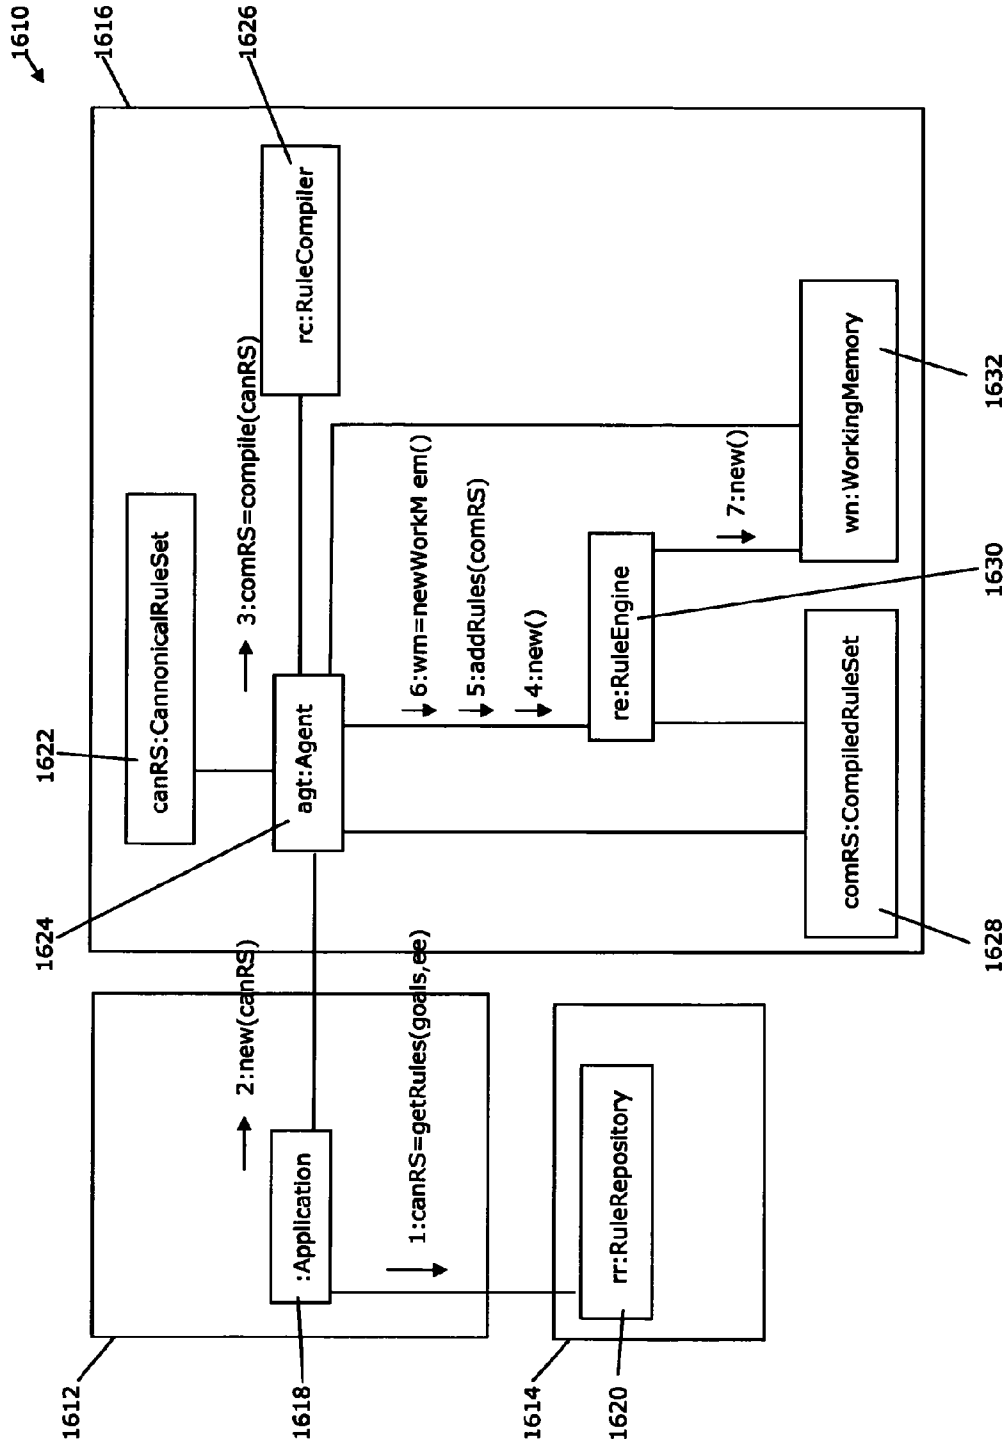 1610
1616
1626
rc:RuleCompiler
3:comRS=compile(canRS)
canRS:CannonicalRuleSet
1622
agt:Agent
1624
6:wm=newWorkM em()
5:addRules(comRS)
4:new()
re:RuleEngine
7:new()
wn:WorkingMemory
1632
1630
comRS:CompiledRuleSet
1628
2:new(canRS)
1:canRS=getRules(goals,ee)
:Application
rr:RuleRepository
1612
1618
1614
1620